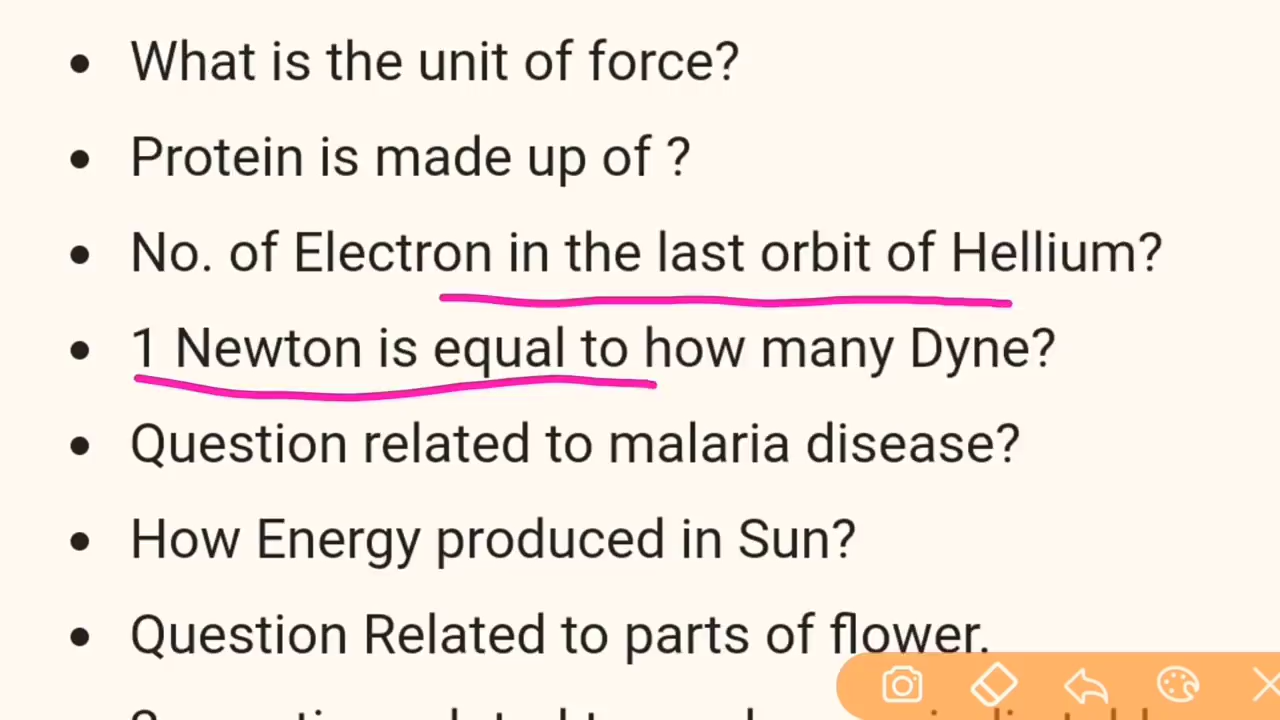 • What is the unit of force?
• Protein is made up of ?
• No. of Electron in the last orbit of Hellium?
• 1 Newton is equal to how many Dyne?
• Question related to malaria disease?
• How Energy produced in Sun?
• Question Related to parts of flower.